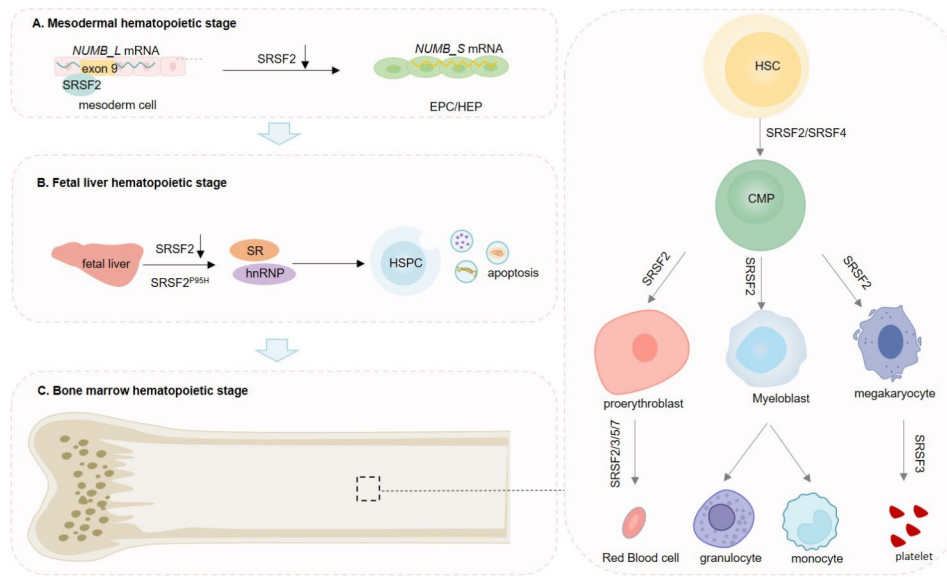 A. Mesodermal hematopoietic stage
NUMB_L mRNA
exon 9
SRSF2
mesoderm cell
SRSF2
NUMB_S mRNA
EPC/HEP
B. Fetal liver hematopoietic stage
fetal liver
SRSF2
SRSF2P95H
SR
hnRNP
HSPC
apoptosis
C. Bone marrow hematopoietic stage
HSC
SRSF2/SRSF4
CMP
SRSF2
SRSF2
SRSF2
proerythroblast
Myeloblast
megakaryocyte
SRSF2/3/5/7
SRSF3
Red Blood cell
granulocyte
monocyte
platelet